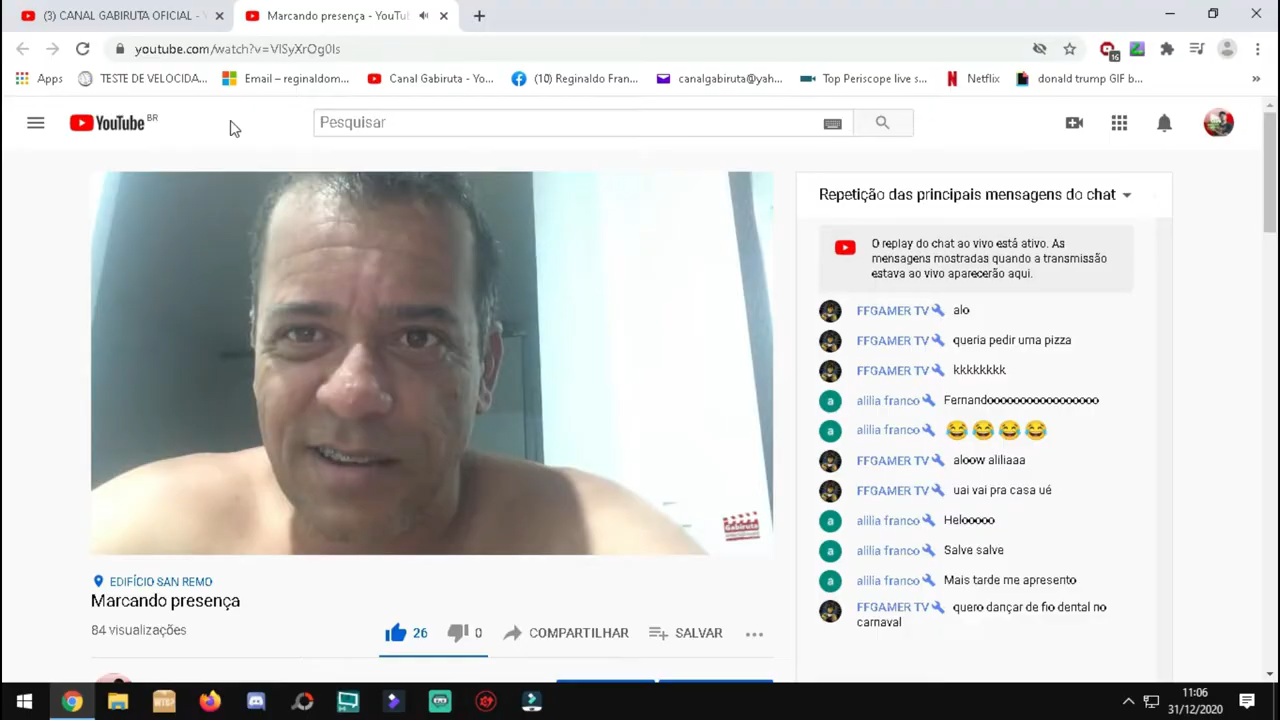 (3) CANAL GABIRUTA OFICIAL - Y
Marcando presença - YouTu
youtube.com/watch?v=VlSyXrOg0Is
16
Apps
TESTE DE VELOCIDA...
Email – reginaldom...
Canal Gabiruta - Yo...
(10) Reginaldo Fran...
canalgabiruta@yah...
Top Periscope live s...
Netflix
donald trump GIF b...
»
YouTube BR
Pesquisar
Repetição das principais mensagens do chat
O replay do chat ao vivo está ativo. As
mensagens mostradas quando a transmissão
estava ao vivo aparecerão aqui.
FFGAMER TV alo
FFGAMER TV queria pedir uma pizza
FFGAMER TV kkkkkkkk
a alilia franco Fernandooooooooooooooooo
a alilia franco 😂 😂 😂 😂
FFGAMER TV aloow aliliaaa
FFGAMER TV uai vai pra casa ué
a alilia franco Helooooo
a alilia franco Salve salve
a alilia franco Mais tarde me apresento
FFGAMER TV quero dançar de fio dental no
carnaval
Gabiruta
EDIFÍCIO SAN REMO
Marcando presença
84 visualizações
26
0
COMPARTILHAR
SALVAR
11:06
31/12/2020